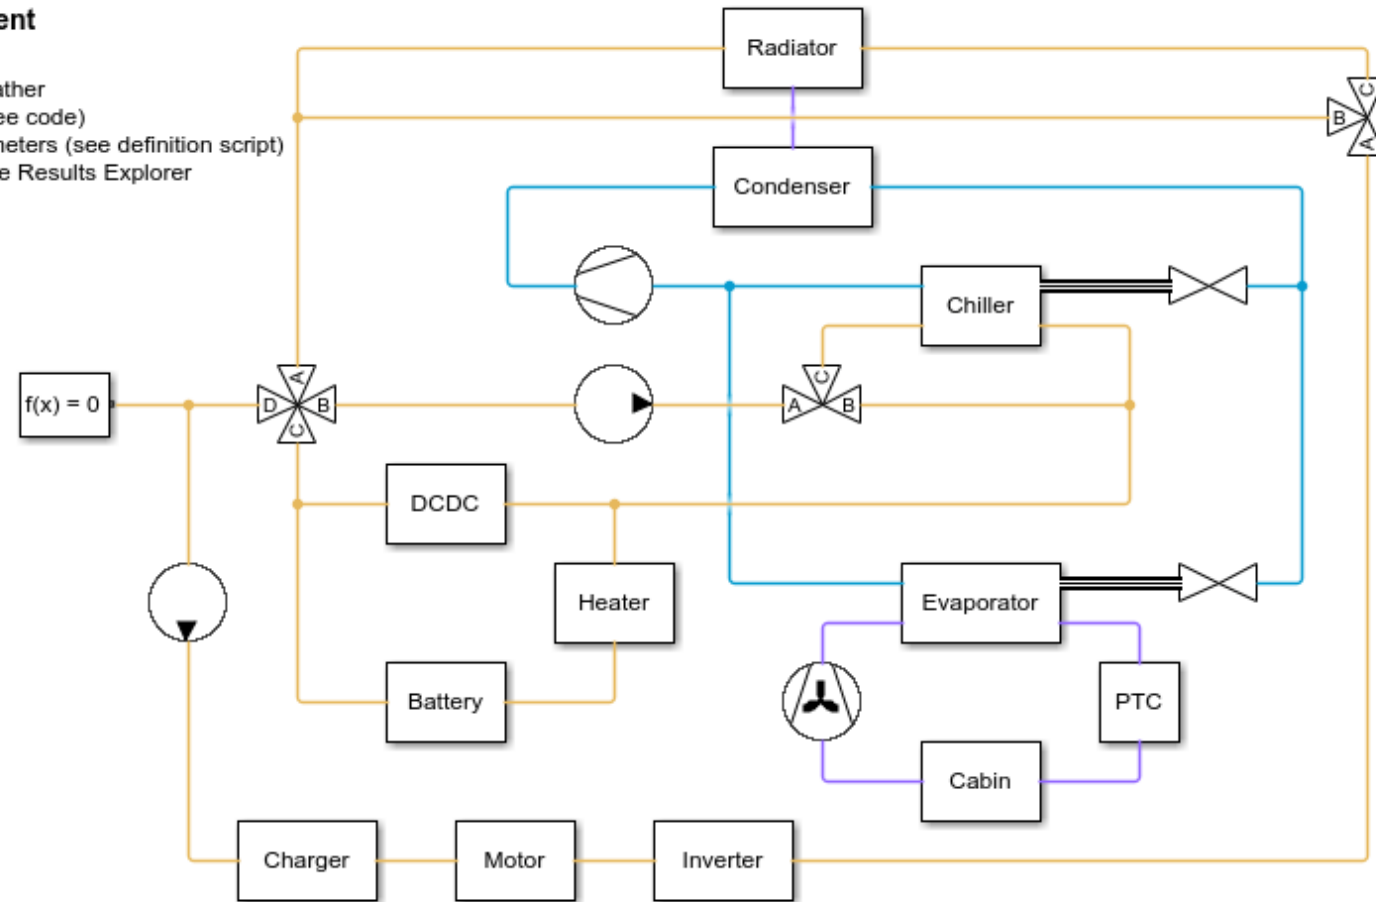 ent
ather
ee code)
neters (see definition script)
e Results Explorer
Radiator
C
B
A
Condenser
Chiller
f(x) = 0
A
D
B
C
C
A
B
DCDC
Heater
Evaporator
Battery
PTC
Cabin
Charger
Motor
Inverter